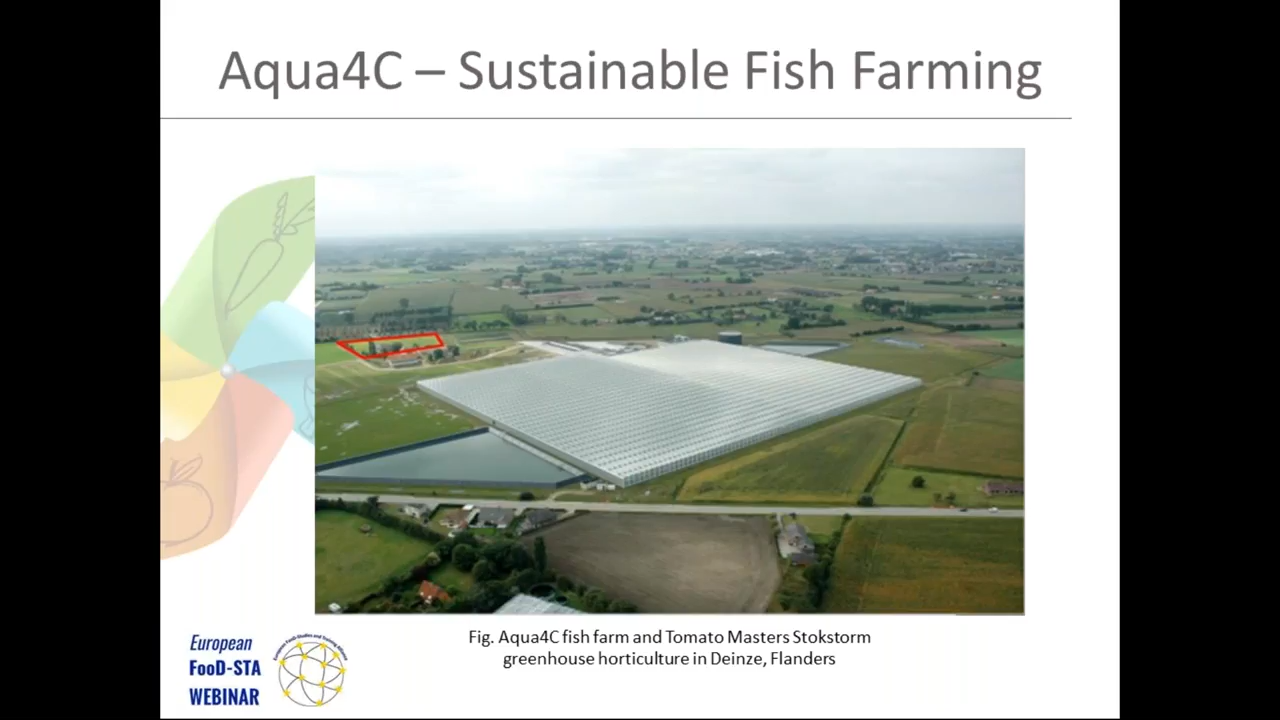 Aqua4C – Sustainable Fish Farming
Fig. Aqua4C fish farm and Tomato Masters Stokstorm
greenhouse horticulture in Deinze, Flanders
European
FooD-STA
WEBINAR